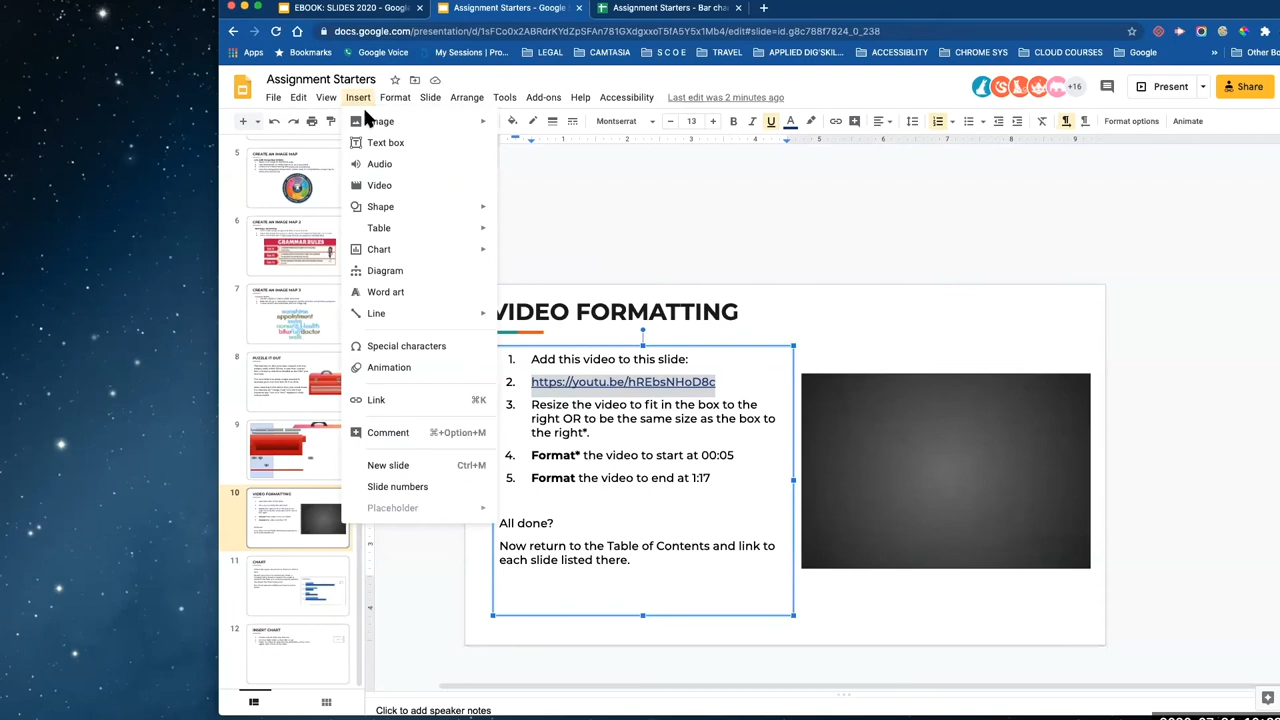 EBOOK: SLIDES 2020 - Google
Assignment Starters - Google
Assignment Starters - Bar cha
docs.google.com/presentation/d/1sFCo0x2ABRdrKYdZpSFAn781GXdgxxoT5fA5Y5x1Mb4/edit#slide=id.g8c788f7824_0_238
Apps
Bookmarks
Google Voice
My Sessions | Pro...
LEGAL
CAMTASIA
S C O E
TRAVEL
APPLIED DIG'SKIL...
ACCESSIBILITY
CHROME SYS
CLOUD COURSES
Google
»
Other Bo
Assignment Starters
File Edit View Insert Format Slide Arrange Tools Add-ons Help Accessibility
Last edit was 2 minutes ago
+16
Present
Share
Montserrat
13
Format options
Animate
Image
Text box
Audio
Video
Shape
Table
Chart
Diagram
Word art
Line
Special characters
Animation
Link ⌘K
Comment ⌘+Option+M
New slide Ctrl+M
Slide numbers
Placeholder
5
CREATE AN IMAGE MAP
6
CREATE AN IMAGE MAP 2
GRAMMAR RULES
7
CREATE AN IMAGE MAP 3
8
PUZZLE IT OUT
9
10
VIDEO FORMATTING
11
CHART
12
INSERT CHART
VIDEO FORMATTING
1. Add this video to this slide:
2. https://youtu.be/hREbsNHoD
3. Resize the video to fit in the box to the
right OR to be the same size as the box to
the right*.
4. Format* the video to start at 00:05
5. Format the video to end at 1:17
All done?
Now return to the Table of Contents and link to
each slide listed there.
Click to add speaker notes